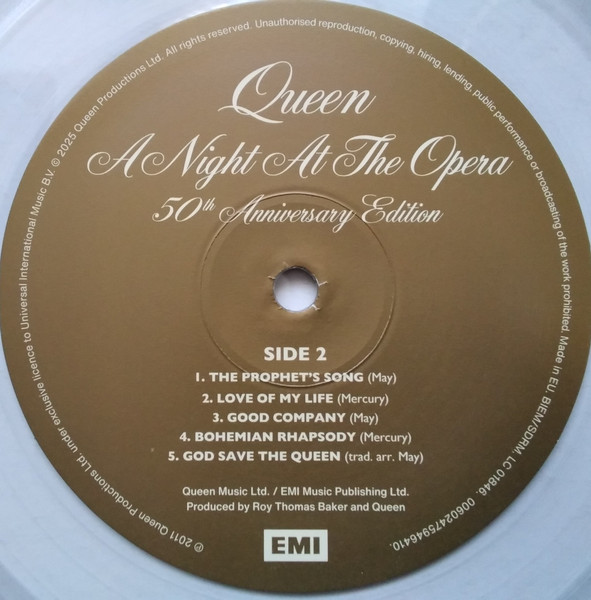 Queen
A Night At The Opera
50th Anniversary Edition
SIDE 2
1. THE PROPHET'S SONG (May)
2. LOVE OF MY LIFE (Mercury)
3. GOOD COMPANY (May)
4. BOHEMIAN RHAPSODY (Mercury)
5. GOD SAVE THE QUEEN (trad. arr. May)
Queen Music Ltd. / EMI Music Publishing Ltd.
Produced by Roy Thomas Baker and Queen
EMI
℗ 2011 Queen Productions Ltd. under exclusive licence to Universal International Music B.V. © 2025 Queen Productions Ltd. All rights reserved. Unauthorised reproduction, copying, hiring, lending, public performance or broadcasting of the work prohibited. Made in EU. BIEM/SDRM. LC 01846. 00602475946410.